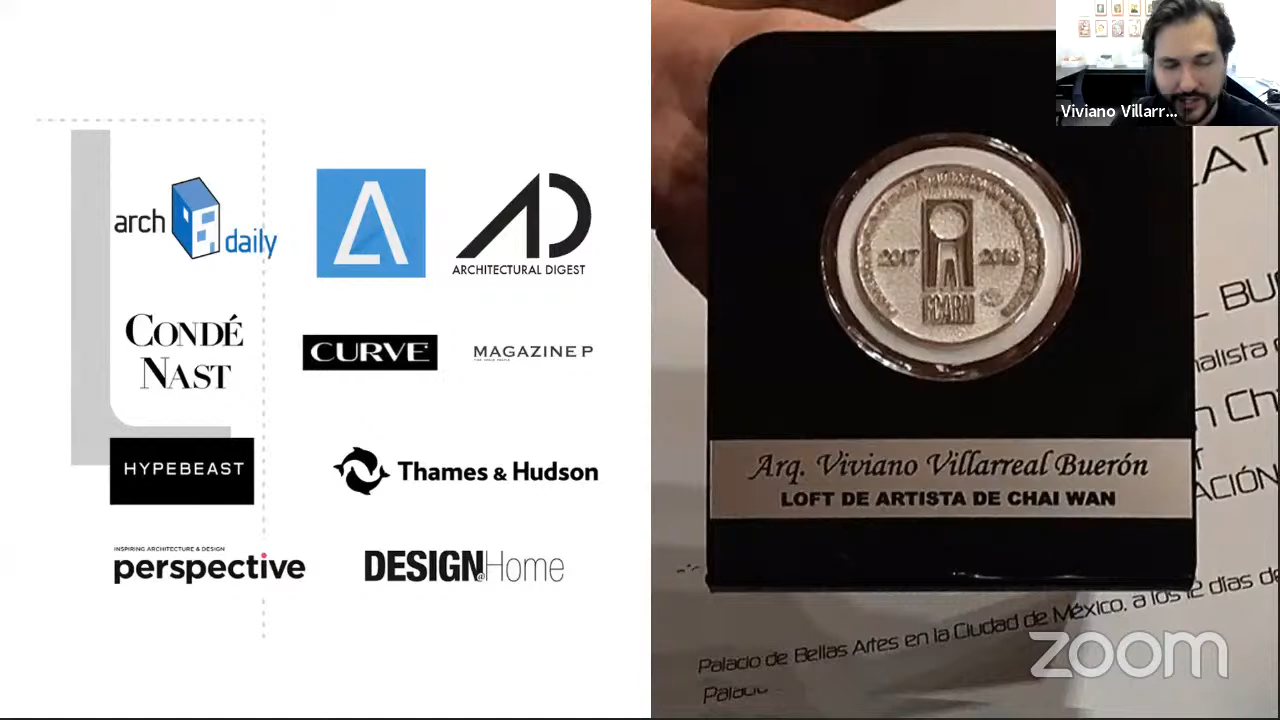 arch
daily
AD
ARCHITECTURAL DIGEST
CONDÉ
NAST
CURVE
MAGAZINE P
HYPEBEAST
Thames & Hudson
INSPIRING ARCHITECTURE & DESIGN
perspective
DESIGN@Home
Viviano Villarr...
2017 2018
FCARM
Arq. Viviano Villarreal Buerón
LOFT DE ARTISTA DE CHAI WAN
Palacio de Bellas Artes en la Ciudad de México, a los 12 días de
zoom